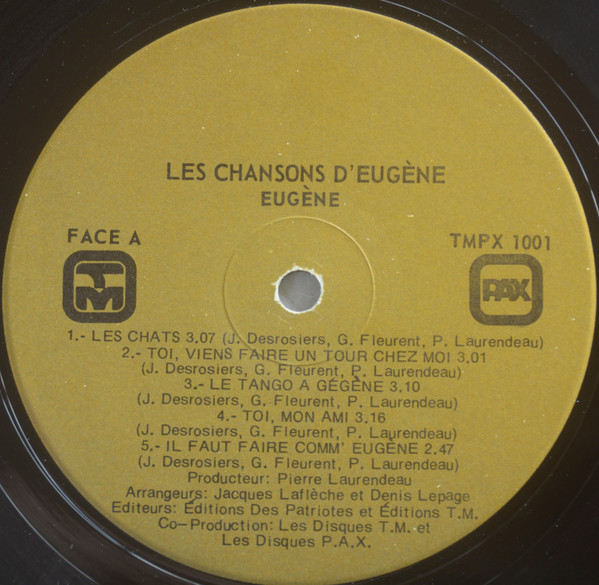 LES CHANSONS D'EUGÈNE
EUGÈNE
FACE A
TMPX 1001
TM
PAX
1.- LES CHATS 3.07 (J. Desrosiers, G. Fleurent, P. Laurendeau)
2.- TOI, VIENS FAIRE UN TOUR CHEZ MOI 3.01
(J. Desrosiers, G. Fleurent, P. Laurendeau)
3.- LE TANGO A GÉGÈNE 3.10
(J. Desrosiers, G. Fleurent, P. Laurendeau)
4.- TOI, MON AMI 3.16
(J. Desrosiers, G. Fleurent, P. Laurendeau)
5.- IL FAUT FAIRE COMM' EUGÈNE 2.47
(J. Desrosiers, G. Fleurent, P. Laurendeau)
Producteur: Pierre Laurendeau
Arrangeurs: Jacques Laflèche et Denis Lepage
Editeurs: Éditions Des Patriotes et Éditions T.M.
Co-Production: Les Disques T.M. et
Les Disques P.A.X.